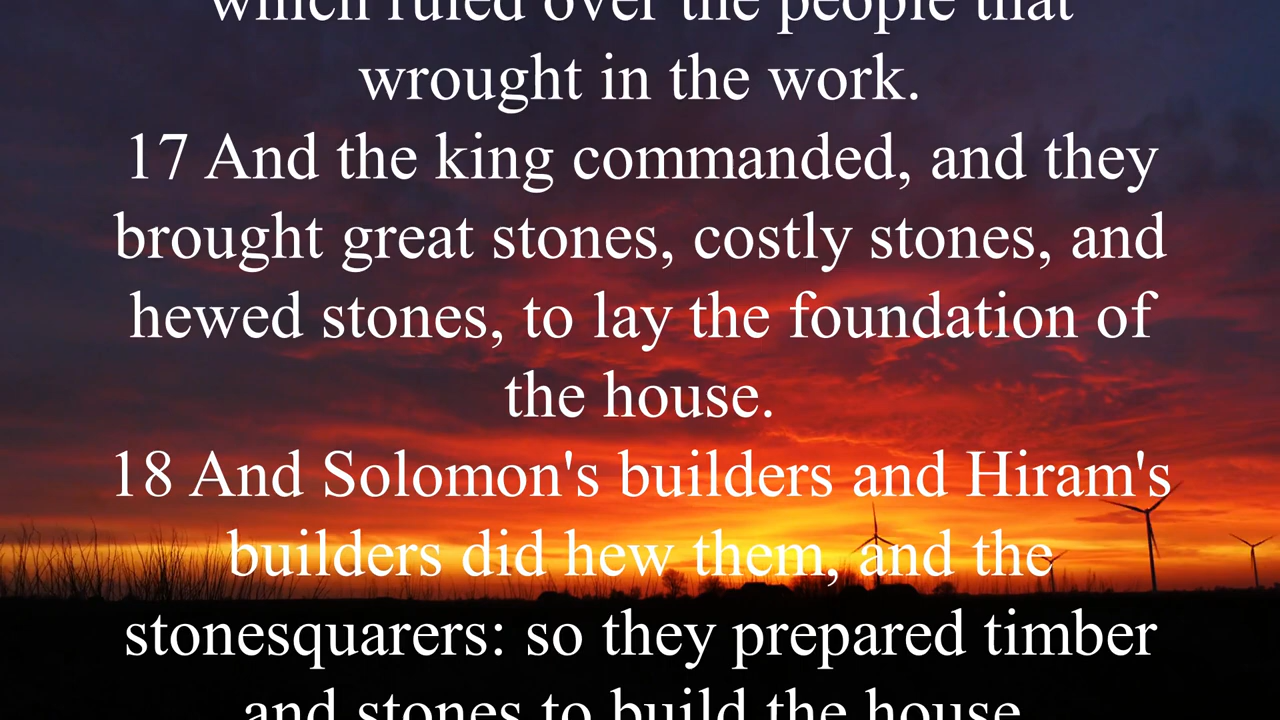 which ruled over the people that
wrought in the work.
17 And the king commanded, and they
brought great stones, costly stones, and
hewed stones, to lay the foundation of
the house.
18 And Solomon's builders and Hiram's
builders did hew them, and the
stonesquarers: so they prepared timber
and stones to build the house.